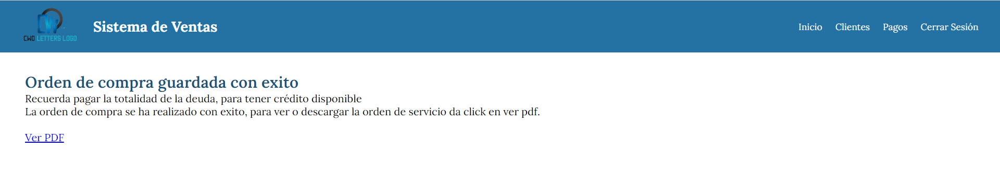 CWO LETTERS LOGO
Sistema de Ventas
Inicio Clientes Pagos Cerrar Sesión
Orden de compra guardada con exito
Recuerda pagar la totalidad de la deuda, para tener crédito disponible
La orden de compra se ha realizado con exito, para ver o descargar la orden de servicio da click en ver pdf.
Ver PDF